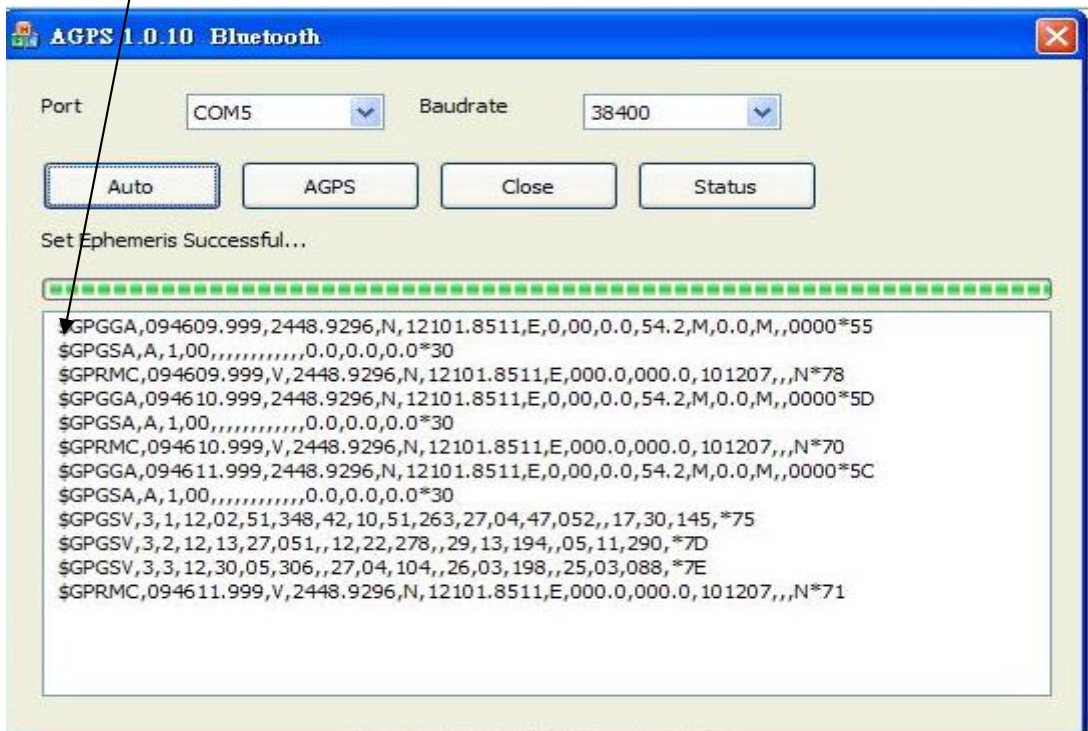 AGPS 1.0.10 Bluetooth
Port COM5 Baudrate 38400
Auto AGPS Close Status
Set Ephemeris Successful...
$GPGGA,094609.999,2448.9296,N,12101.8511,E,0,00,0.0,54.2,M,0.0,M,,0000*55
$GPGSA,A,1,00,,,,,,,,,,,,0.0,0.0,0.0*30
$GPRMC,094609.999,V,2448.9296,N,12101.8511,E,000.0,000.0,101207,,,N*78
$GPGGA,094610.999,2448.9296,N,12101.8511,E,0,00,0.0,54.2,M,0.0,M,,0000*5D
$GPGSA,A,1,00,,,,,,,,,,,,0.0,0.0,0.0*30
$GPRMC,094610.999,V,2448.9296,N,12101.8511,E,000.0,000.0,101207,,,N*70
$GPGGA,094611.999,2448.9296,N,12101.8511,E,0,00,0.0,54.2,M,0.0,M,,0000*5C
$GPGSA,A,1,00,,,,,,,,,,,,0.0,0.0,0.0*30
$GPGSV,3,1,12,02,51,348,42,10,51,263,27,04,47,052,,17,30,145,*75
$GPGSV,3,2,12,13,27,051,,12,22,278,,29,13,194,,05,11,290,*7D
$GPGSV,3,3,12,30,05,306,,27,04,104,,26,03,198,,25,03,088,*7E
$GPRMC,094611.999,V,2448.9296,N,12101.8511,E,000.0,000.0,101207,,,N*71